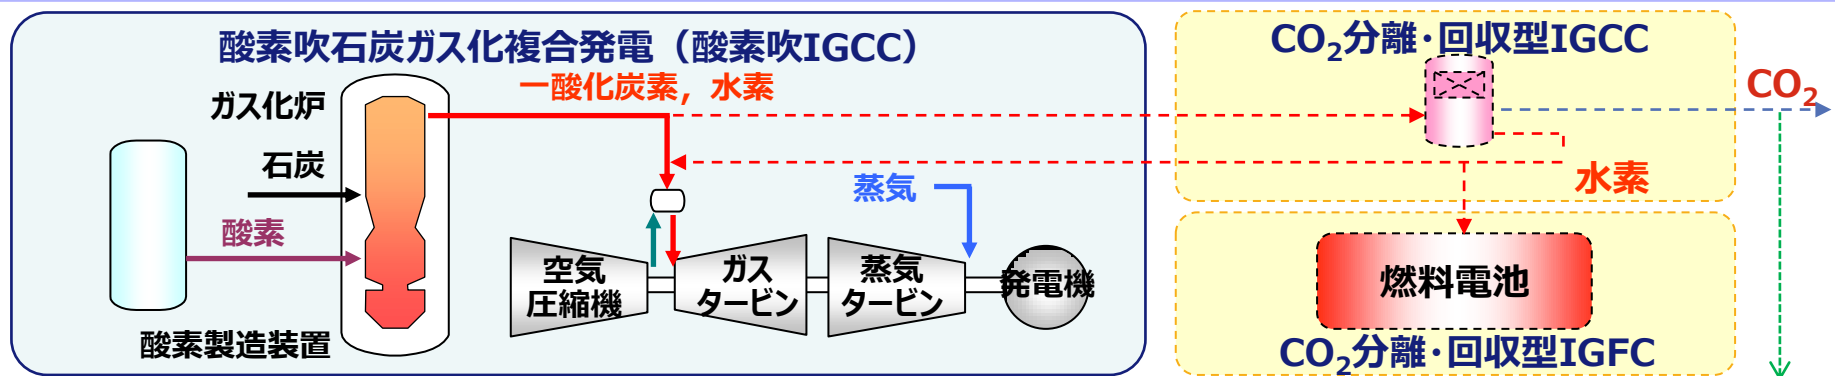 酸素吹石炭ガス化複合発電（酸素吹IGCC）
一酸化炭素，水素
ガス化炉
石炭
酸素
酸素製造装置
蒸気
空気
圧縮機
ガス
タービン
蒸気
タービン
発電機
CO2分離･回収型IGCC
CO2
水素
燃料電池
CO2分離･回収型IGFC